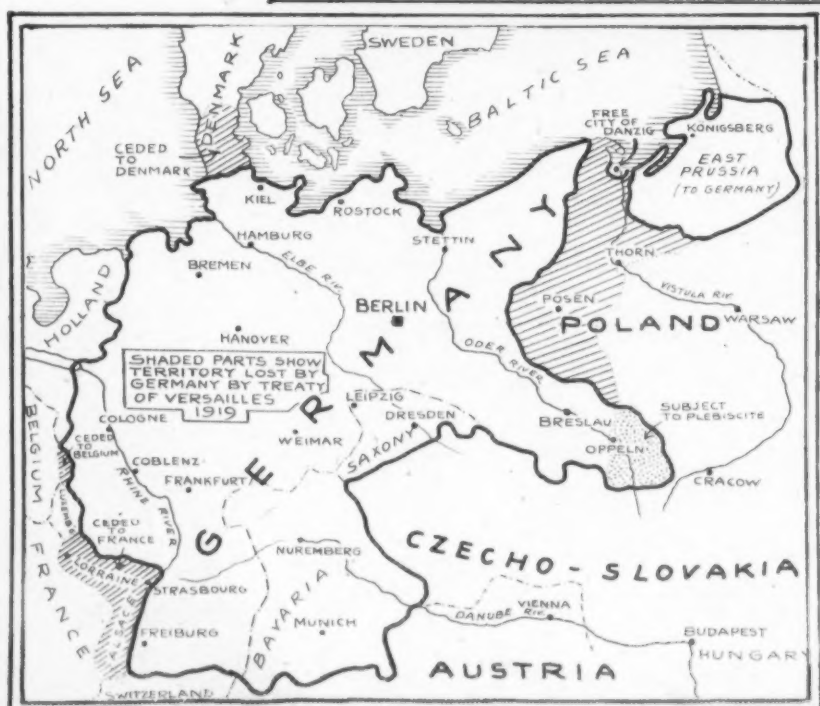 NORTH SEA
DENMARK
SWEDEN
BALTIC SEA
CEDED
TO
DENMARK
FREE
CITY OF
DANZIG
KÖNIGSBERG
EAST
PRUSSIA
(TO GERMANY)
KIEL
ROSTOCK
HAMBURG
STETTIN
ELBE RIV.
BREMEN
THORN
VISTULA RIV.
HOLLAND
BERLIN
POSEN
POLAND
WARSAW
HANOVER
ODER RIVER
SHADED PARTS SHOW
TERRITORY LOST BY
GERMANY BY TREATY
OF VERSAILLES
1919
GERMANY
LEIPZIG
DRESDEN
BRESLAU
SUBJECT
TO PLEBISCITE
COLOGNE
WEIMAR
SAXONY
OPPELN
BELGIUM
CEDED
TO
BELGIUM
COBLENZ
RHINE RIVER
FRANKFURT
CRACOW
LUXEMB.
CEDED
TO
FRANCE
NUREMBERG
CZECHO-SLOVAKIA
FRANCE
LORRAINE
STRASBOURG
ALSACE
FREIBURG
BAVARIA
MUNICH
DANUBE RIV.
VIENNA
BUDAPEST
HUNGARY
AUSTRIA
SWITZERLAND